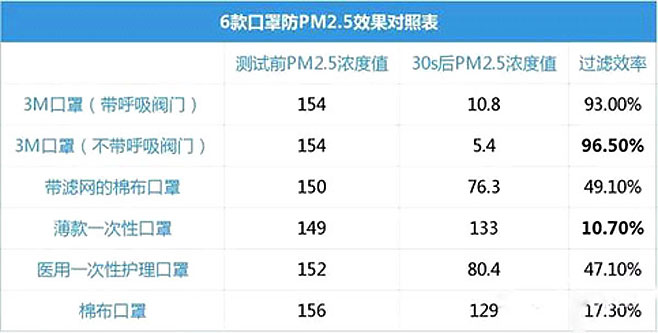 6款口罩防PM2.5效果对照表
测试前PM2.5浓度值 30s后PM2.5浓度值 过滤效率
3M口罩（带呼吸阀门） 154 10.8 93.00%
3M口罩（不带呼吸阀门） 154 5.4 96.50%
带滤网的棉布口罩 150 76.3 49.10%
薄款一次性口罩 149 133 10.70%
医用一次性护理口罩 152 80.4 47.10%
棉布口罩 156 129 17.30%